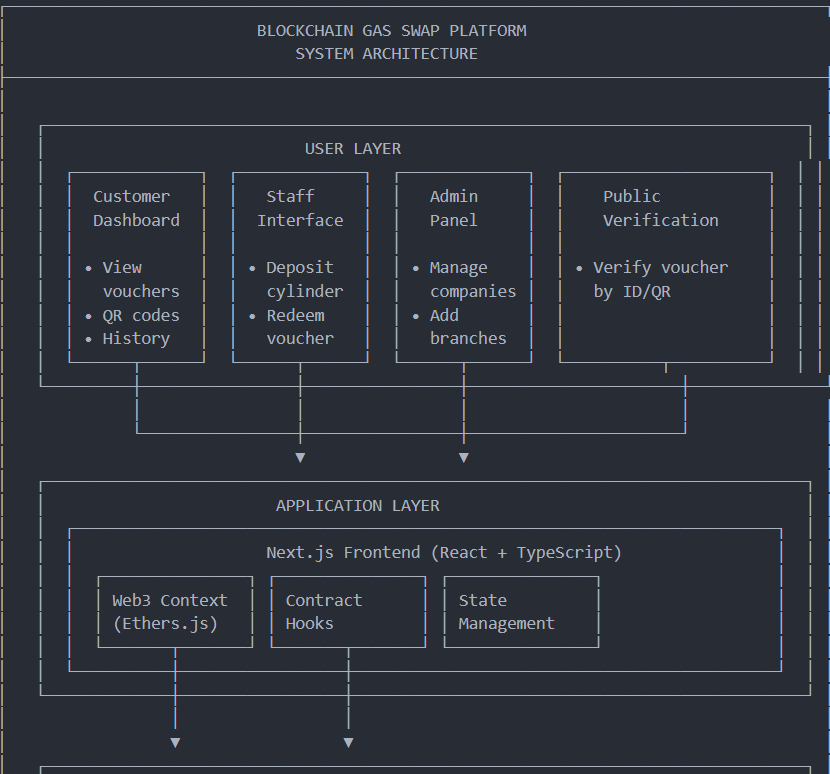 BLOCKCHAIN GAS SWAP PLATFORM
SYSTEM ARCHITECTURE
USER LAYER
Customer Dashboard
• View vouchers
• QR codes
• History
Staff Interface
• Deposit cylinder
• Redeem voucher
Admin Panel
• Manage companies
• Add branches
Public Verification
• Verify voucher by ID/QR
APPLICATION LAYER
Next.js Frontend (React + TypeScript)
Web3 Context
(Ethers.js)
Contract
Hooks
State
Management